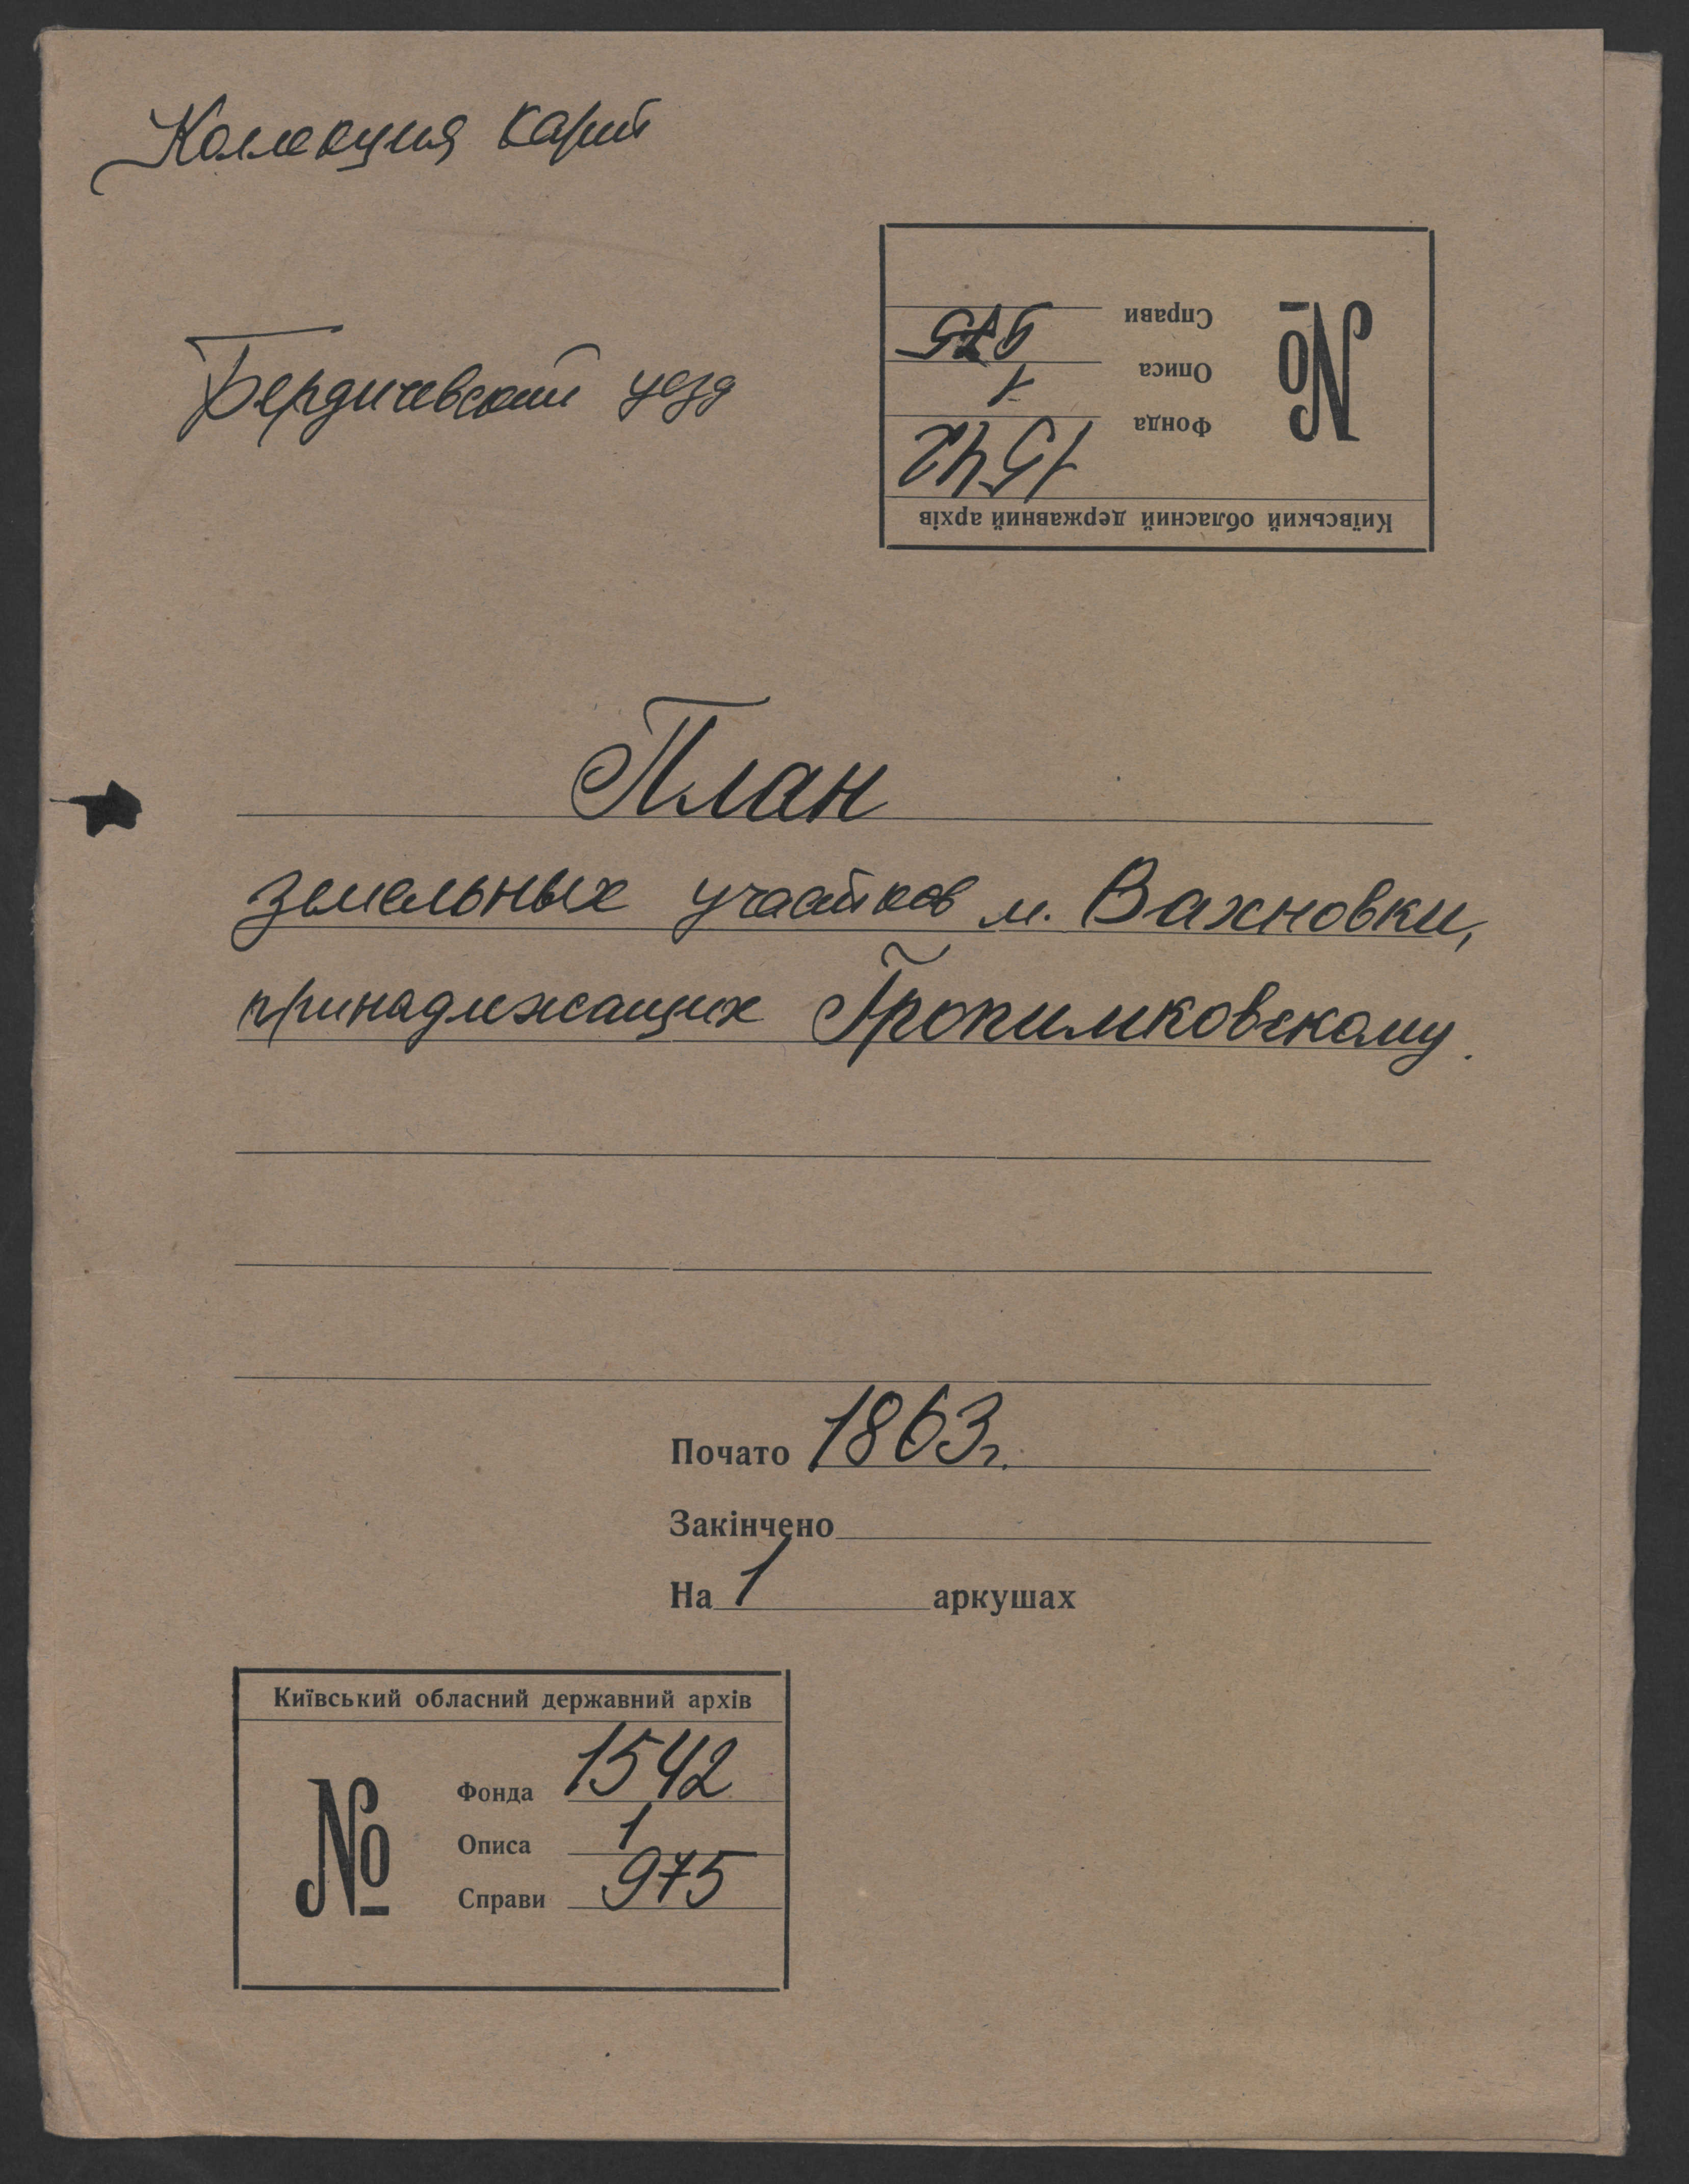 Коллекция карт
Бердичевский уезд
Київський обласний державний архів
№
Фонда 1542
Описа 1
Справи 975
План
земельных участков м. Вахновки,
принадлежащих Гропимковскому.
Почато 1863 г.
Закінчено
На 1 аркушах
Київський обласний державний архів
№
Фонда 1542
Описа 1
Справи 975